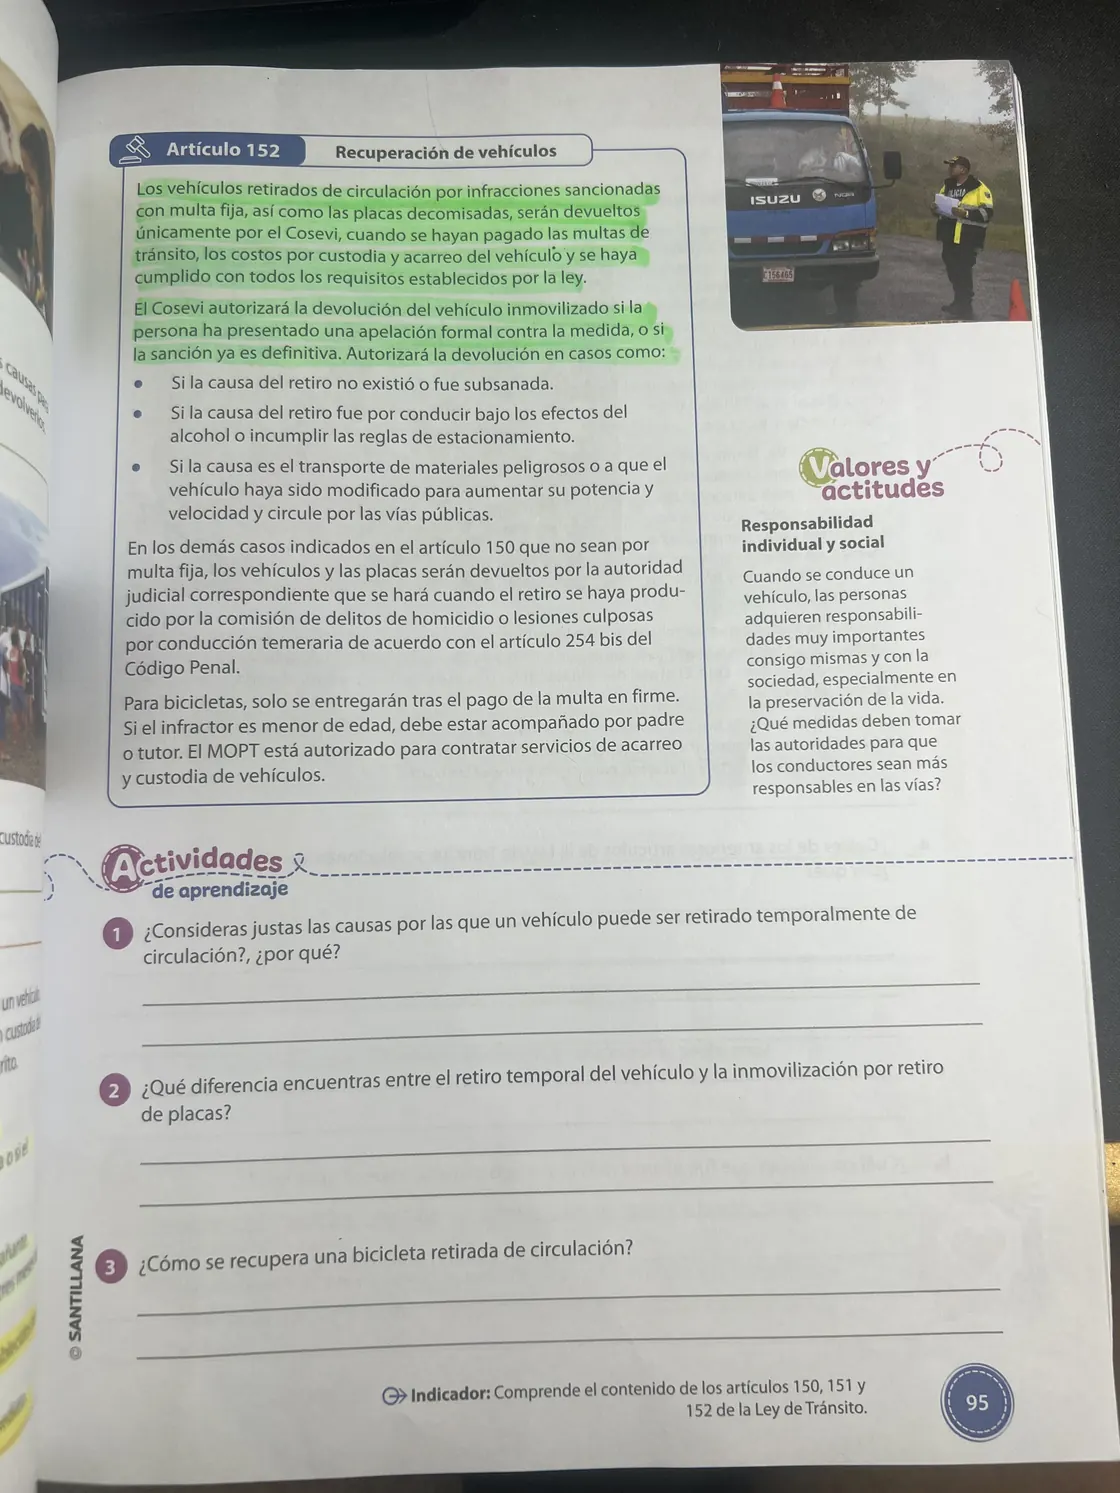 Artículo 152
Recuperación de vehículos
Los vehículos retirados de circulación por infracciones sancionadas
con multa fija, así como las placas decomisadas, serán devueltos
únicamente por el Cosevi, cuando se hayan pagado las multas de
tránsito, los costos por custodia y acarreo del vehículo y se haya
cumplido con todos los requisitos establecidos por la ley.
El Cosevi autorizará la devolución del vehículo inmovilizado si la
persona ha presentado una apelación formal contra la medida, o si
la sanción ya es definitiva. Autorizará la devolución en casos como:
• Si la causa del retiro no existió o fue subsanada.
• Si la causa del retiro fue por conducir bajo los efectos del
alcohol o incumplir las reglas de estacionamiento.
• Si la causa es el transporte de materiales peligrosos o a que el
vehículo haya sido modificado para aumentar su potencia y
velocidad y circule por las vías públicas.
En los demás casos indicados en el artículo 150 que no sean por
multa fija, los vehículos y las placas serán devueltos por la autoridad
judicial correspondiente que se hará cuando el retiro se haya produ-
cido por la comisión de delitos de homicidio o lesiones culposas
por conducción temeraria de acuerdo con el artículo 254 bis del
Código Penal.
Para bicicletas, solo se entregarán tras el pago de la multa en firme.
Si el infractor es menor de edad, debe estar acompañado por padre
o tutor. El MOPT está autorizado para contratar servicios de acarreo
y custodia de vehículos.
ISUZU
Valores y
actitudes
Responsabilidad
individual y social
Cuando se conduce un
vehículo, las personas
adquieren responsabili-
dades muy importantes
consigo mismas y con la
sociedad, especialmente en
la preservación de la vida.
¿Qué medidas deben tomar
las autoridades para que
los conductores sean más
responsables en las vías?
Actividades
de aprendizaje
1 ¿Consideras justas las causas por las que un vehículo puede ser retirado temporalmente de
circulación?, ¿por qué?
2 ¿Qué diferencia encuentras entre el retiro temporal del vehículo y la inmovilización por retiro
de placas?
3 ¿Cómo se recupera una bicicleta retirada de circulación?
© SANTILLANA
Indicador: Comprende el contenido de los artículos 150, 151 y
152 de la Ley de Tránsito.
95